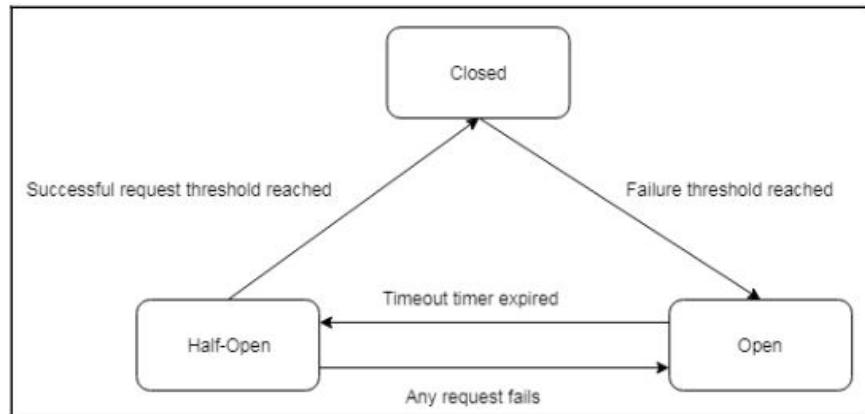 Closed
Successful request threshold reached
Failure threshold reached
Timeout timer expired
Half-Open
Open
Any request fails